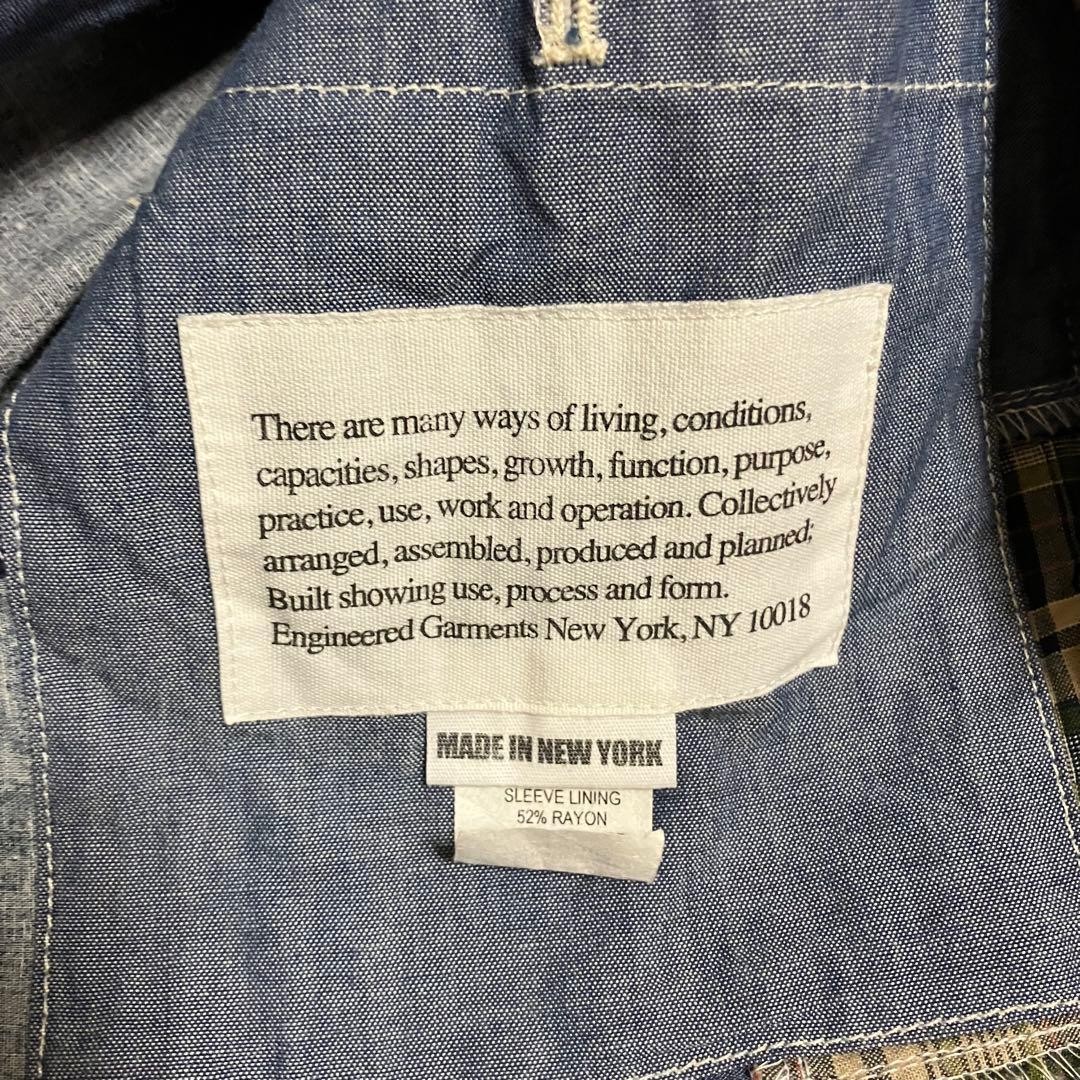 There are many ways of living, conditions,
capacities, shapes, growth, function, purpose,
practice, use, work and operation. Collectively
arranged, assembled, produced and planned;
Built showing use, process and form.
Engineered Garments New York, NY 10018
MADE IN NEW YORK
SLEEVE LINING
52% RAYON